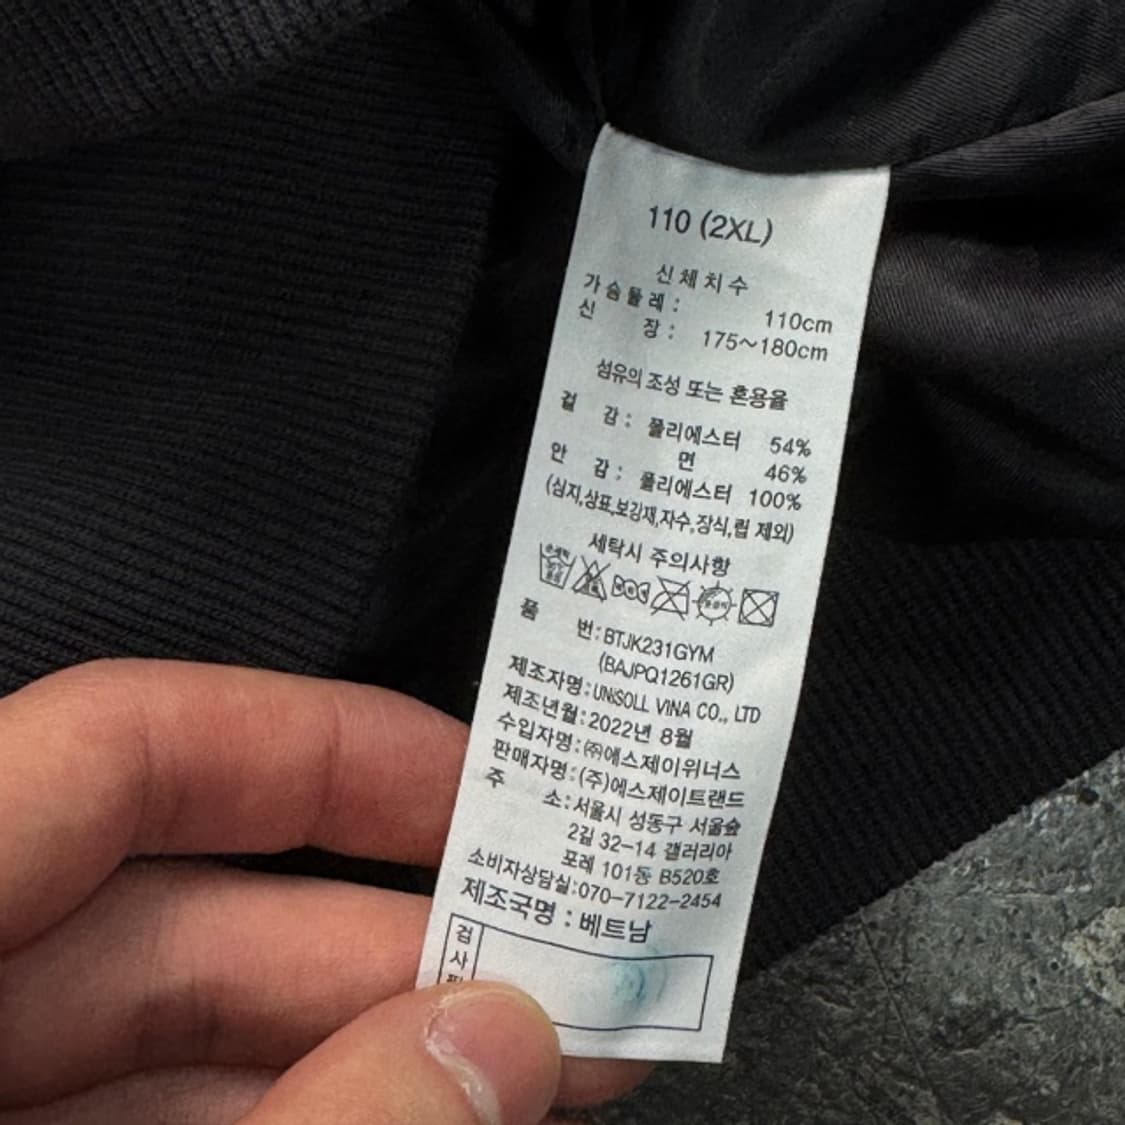 110 (2XL)
신체치수
가슴둘레 : 110cm
신 장 : 175~180cm
섬유의 조성 또는 혼용율
겉 감 : 폴리에스터 54%
면 46%
안 감 : 폴리에스터 100%
(심지,상표,보강재,자수,장식,립 제외)
세탁시 주의사항
품 번 : BTJK231GYM
(BAJPQ1261GR)
제조자명 : UNISOLL VINA CO., LTD
제조년월 : 2022년 8월
수입자명 : ㈜에스제이위너스
판매자명 : (주)에스제이트랜드
주 소 : 서울시 성동구 서울숲
2길 32-14 갤러리아
포레 101동 B520호
소비자상담실:070-7122-2454
제조국명 : 베트남
검사